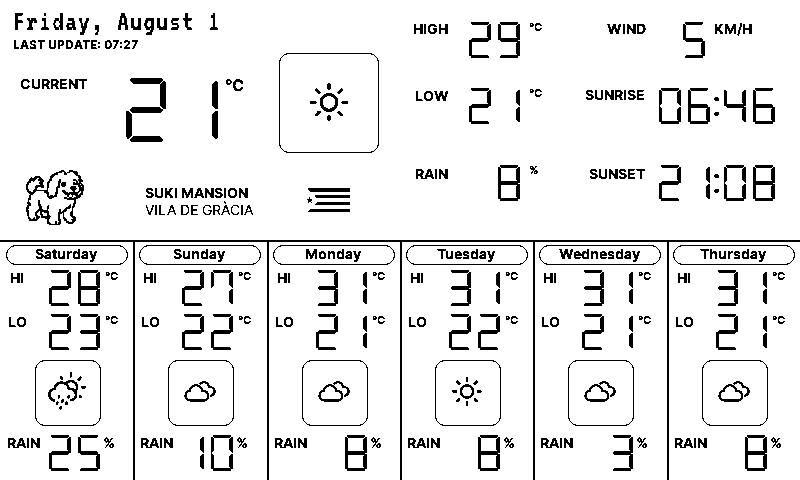 Friday, August 1
LAST UPDATE: 07:27
CURRENT 21 °C
HIGH 29 °C
WIND 5 KM/H
LOW 21 °C
SUNRISE 06:46
RAIN 8 %
SUNSET 21:08
SUKI MANSION
VILA DE GRÀCIA
Saturday
HI 28 °C
LO 23 °C
RAIN 25 %
Sunday
HI 27 °C
LO 22 °C
RAIN 10 %
Monday
HI 31 °C
LO 21 °C
RAIN 8 %
Tuesday
HI 31 °C
LO 22 °C
RAIN 8 %
Wednesday
HI 31 °C
LO 21 °C
RAIN 3 %
Thursday
HI 31 °C
LO 21 °C
RAIN 8 %